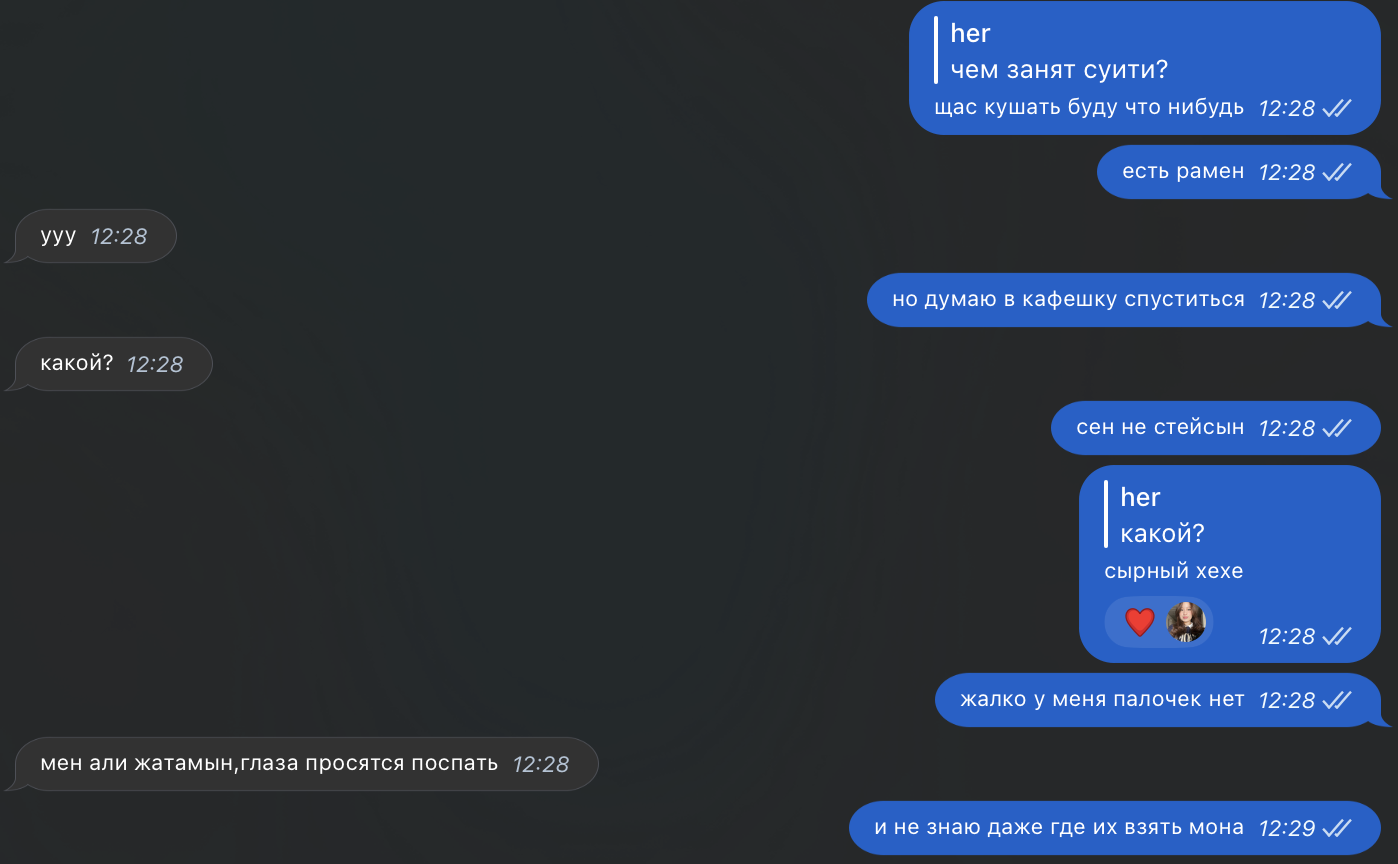 her
чем занят суити?
щас кушать буду что нибудь 12:28
есть рамен 12:28
ууу 12:28
но думаю в кафешку спуститься 12:28
какой? 12:28
сен не стейсын 12:28
her
какой?
сырный хехе
12:28
жалко у меня палочек нет 12:28
мен али жатамын,глаза просятся поспать 12:28
и не знаю даже где их взять мона 12:29